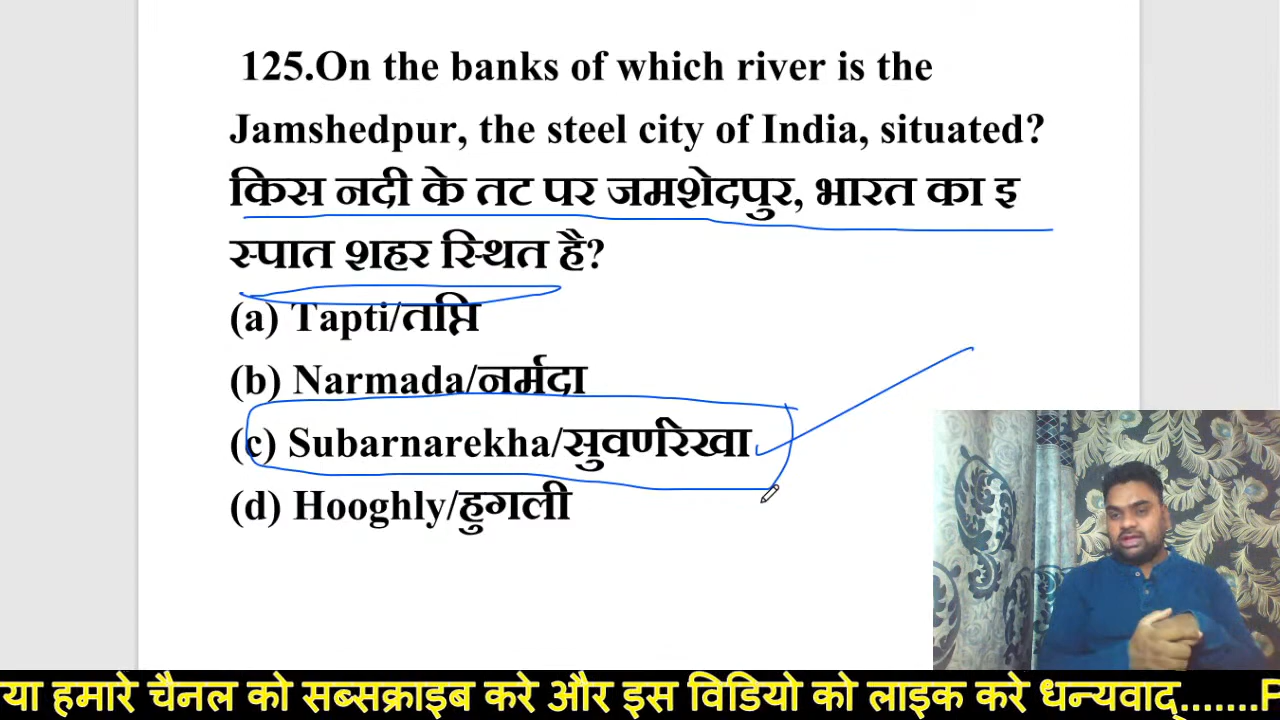 125.On the banks of which river is the
Jamshedpur, the steel city of India, situated?
किस नदी के तट पर जमशेदपुर, भारत का इ
स्पात शहर स्थित है?
(a) Tapti/तप्ति
(b) Narmada/नर्मदा
(c) Subarnarekha/सुवर्णरेखा
(d) Hooghly/हुगली
या हमारे चैनल को सब्सक्राइब करे और इस विडियो को लाइक करे धन्यवाद.......P